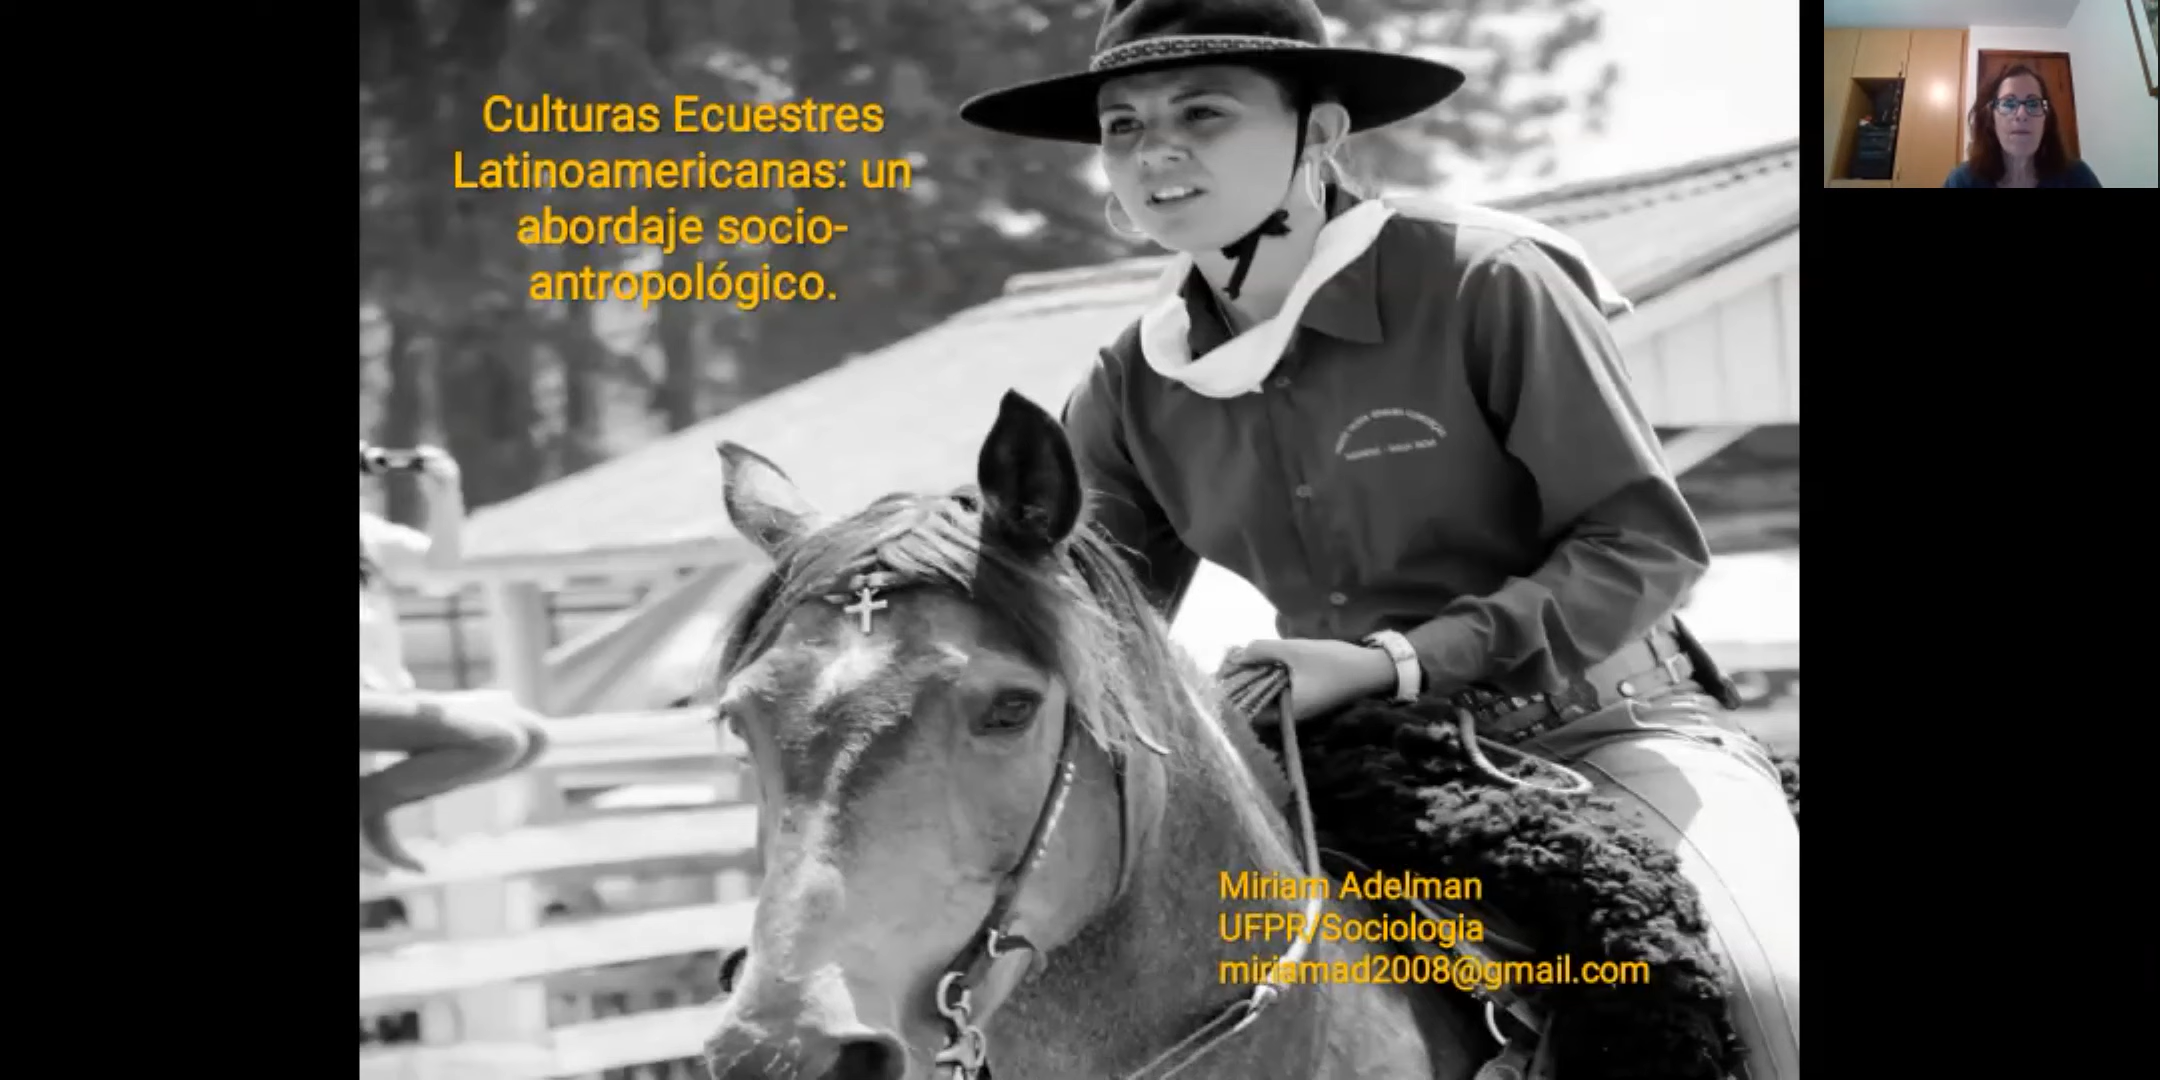 Culturas Ecuestres
Latinoamericanas: un
abordaje socio-
antropológico.
Miriam Adelman
UFPR/Sociologia
miriamad2008@gmail.com